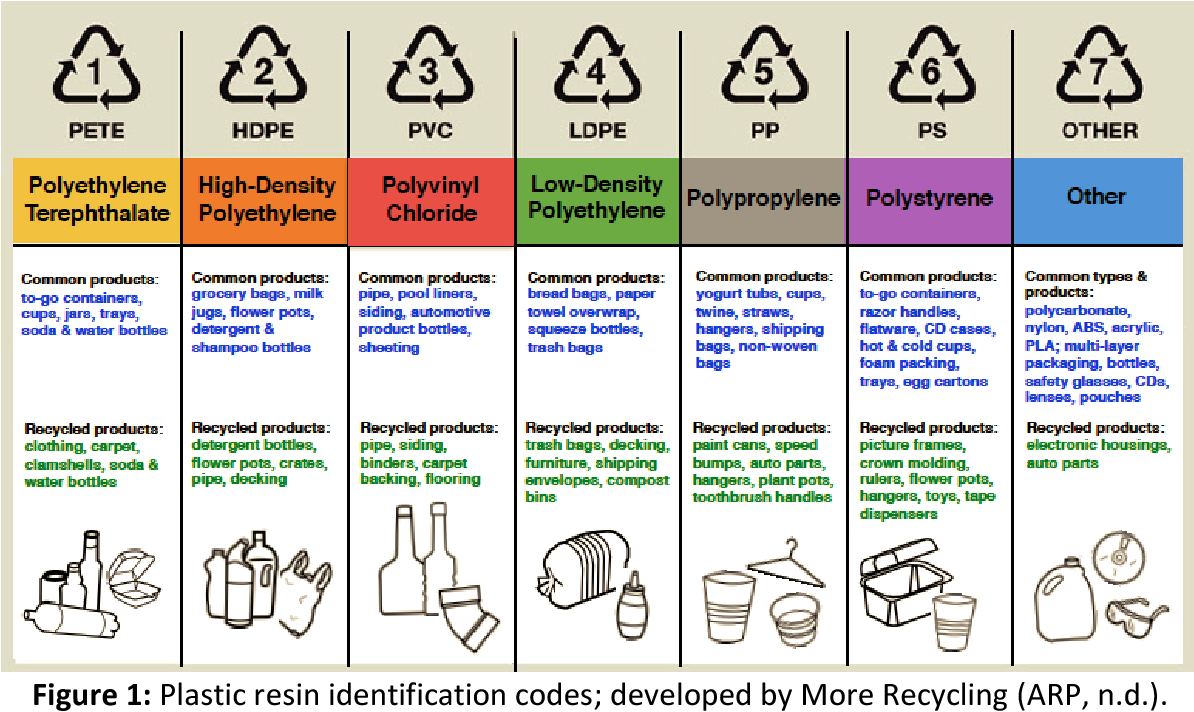 1
PETE
Polyethylene
Terephthalate
Common products:
to-go containers,
cups, jars, trays,
soda & water bottles
Recycled products:
clothing, carpet,
clamshells, soda &
water bottles
2
HDPE
High-Density
Polyethylene
Common products:
grocery bags, milk
jugs, flower pots,
detergent &
shampoo bottles
Recycled products:
detergent bottles,
flower pots, crates,
pipe, decking
3
PVC
Polyvinyl
Chloride
Common products:
pipe, pool liners,
siding, automotive
product bottles,
sheeting
Recycled products:
pipe, siding,
binders, carpet
backing, flooring
4
LDPE
Low-Density
Polyethylene
Common products:
bread bags, paper
towel overwrap,
squeeze bottles,
trash bags
Recycled products:
trash bags, decking,
furniture, shipping
envelopes, compost
bins
5
PP
Polypropylene
Common products:
yogurt tubs, cups,
twine, straws,
hangers, shipping
bags, non-woven
bags
Recycled products:
paint cans, speed
bumps, auto parts,
hangers, plant pots,
toothbrush handles
6
PS
Polystyrene
Common products:
to-go containers,
razor handles,
flatware, CD cases,
hot & cold cups,
foam packing,
trays, egg cartons
Recycled products:
picture frames,
crown molding,
rulers, flower pots,
hangers, toys, tape
dispensers
7
OTHER
Other
Common types &
products:
polycarbonate,
nylon, ABS, acrylic,
PLA; multi-layer
packaging, bottles,
safety glasses, CDs,
lenses, pouches
Recycled products:
electronic housings,
auto parts
Figure 1: Plastic resin identification codes; developed by More Recycling (ARP, n.d.).